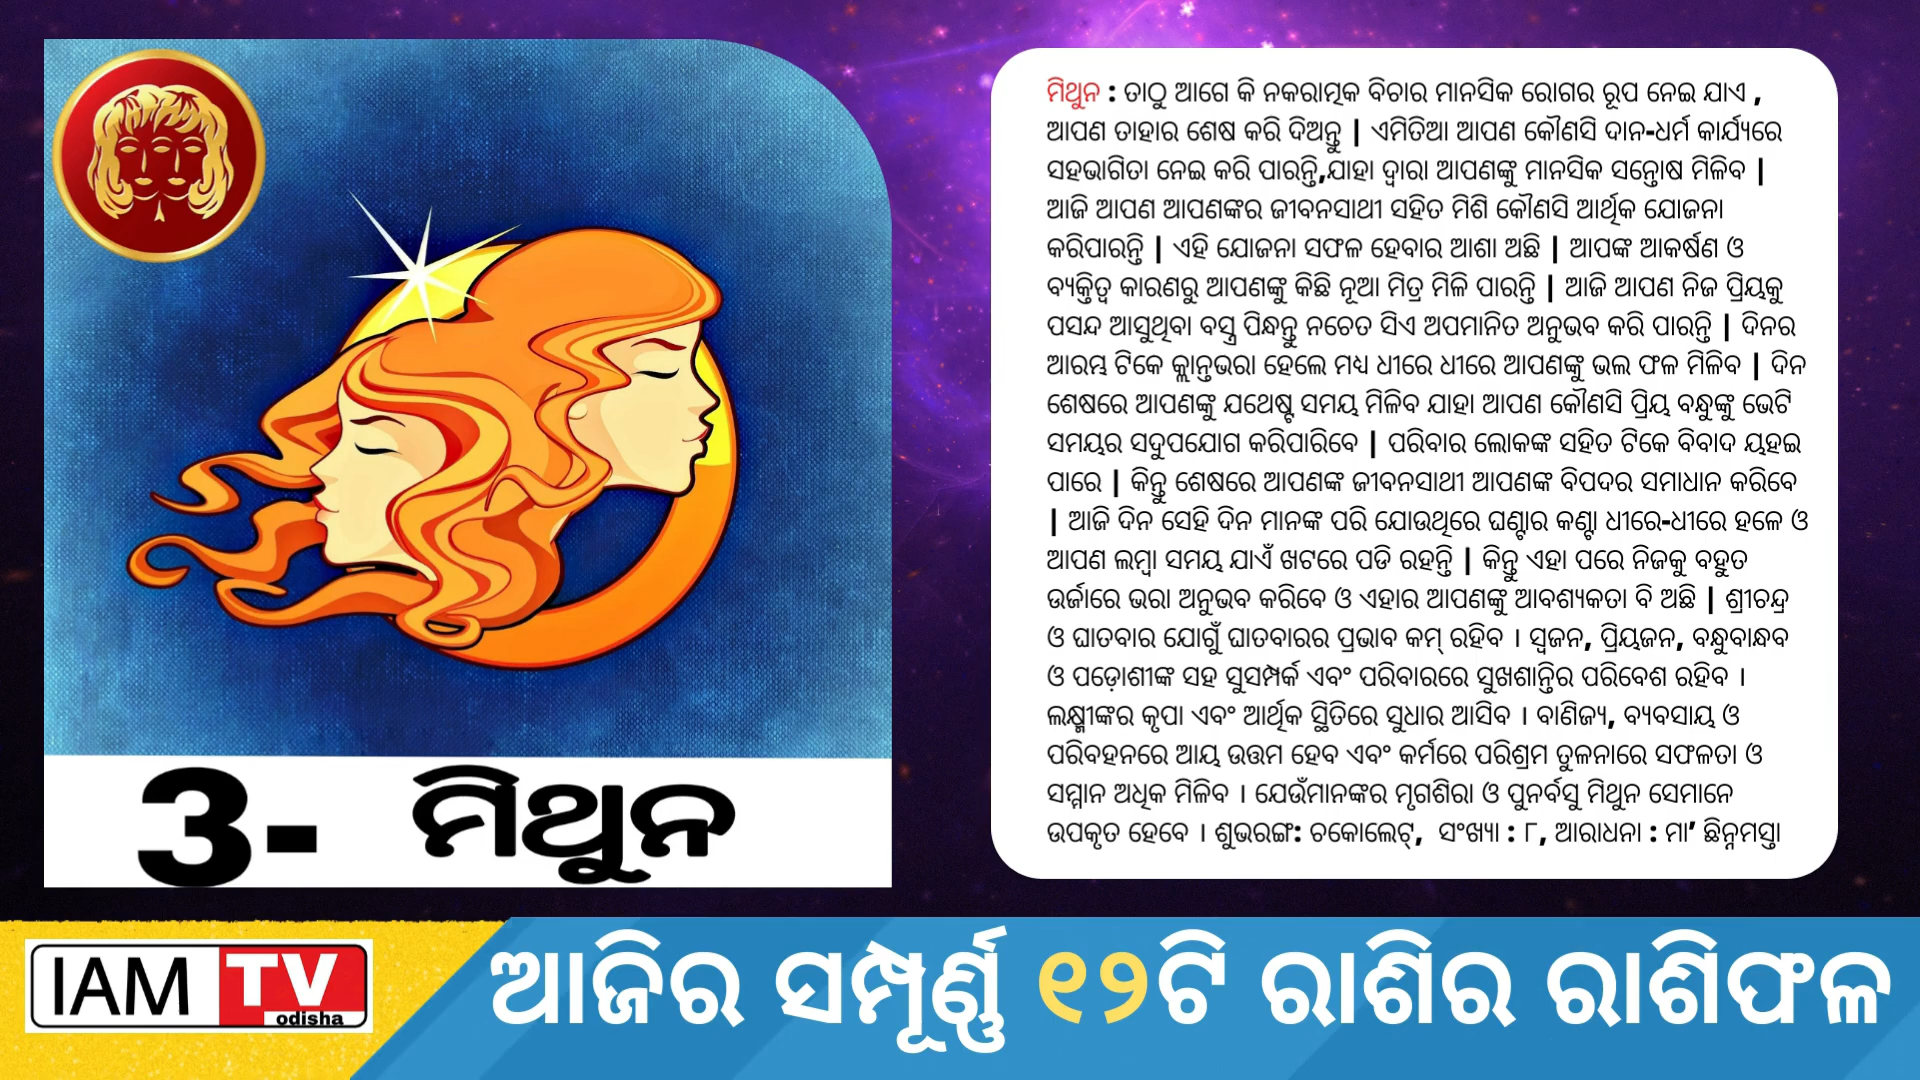 ମିଥୁନ : ତାଠୁ ଆଗେ କି ନକରାତ୍ମକ ବିଚାର ମାନସିକ ରୋଗର ରୂପ ନେଇ ଯାଏ ,
ଆପଣ ତାହାର ଶେଷ କରି ଦିଅନ୍ତୁ | ଏମିତିଆ ଆପଣ କୌଣସି ଦାନ-ଧର୍ମ କାର୍ଯ୍ୟରେ
ସହଭାଗିତା ନେଇ କରି ପାରନ୍ତି,ଯାହା ଦ୍ଵାରା ଆପଣଙ୍କୁ ମାନସିକ ସନ୍ତୋଷ ମିଳିବ |
ଆଜି ଆପଣ ଆପଣଙ୍କର ଜୀବନସାଥୀ ସହିତ ମିଶି କୌଣସି ଆର୍ଥିକ ଯୋଜନା
କରିପାରନ୍ତି | ଏହି ଯୋଜନା ସଫଳ ହେବାର ଆଶା ଅଛି | ଆପଙ୍କ ଆକର୍ଷଣ ଓ
ବ୍ୟକ୍ତିତ୍ୱ କାରଣରୁ ଆପଣଙ୍କୁ କିଛି ନୂଆ ମିତ୍ର ମିଳି ପାରନ୍ତି | ଆଜି ଆପଣ ନିଜ ପ୍ରିୟକୁ
ପସନ୍ଦ ଆସୁଥିବା ବସ୍ତ୍ର ପିନ୍ଧନ୍ତୁ ନଚେତ ସିଏ ଅପମାନିତ ଅନୁଭବ କରି ପାରନ୍ତି | ଦିନର
ଆରମ୍ଭ ଟିକେ କ୍ଲାନ୍ତଭରା ହେଲେ ମଧ୍ୟ ଧୀରେ ଧୀରେ ଆପଣଙ୍କୁ ଭଲ ଫଳ ମିଳିବ | ଦିନ
ଶେଷରେ ଆପଣଙ୍କୁ ଯଥେଷ୍ଟ ସମୟ ମିଳିବ ଯାହା ଆପଣ କୌଣସି ପ୍ରିୟ ବନ୍ଧୁଙ୍କୁ ଭେଟି
ସମୟର ସଦୁପଯୋଗ କରିପାରିବେ | ପରିବାର ଲୋକଙ୍କ ସହିତ ଟିକେ ବିବାଦ ୟହଇ
ପାରେ | କିନ୍ତୁ ଶେଷରେ ଆପଣଙ୍କ ଜୀବନସାଥୀ ଆପଣଙ୍କ ବିପଦର ସମାଧାନ କରିବେ
| ଆଜି ଦିନ ସେହି ଦିନ ମାନଙ୍କ ପରି ଯୋଉଥିରେ ଘଣ୍ଟାର କଣ୍ଟା ଧୀରେ-ଧୀରେ ହଳେ ଓ
ଆପଣ ଲମ୍ବା ସମୟ ଯାଏଁ ଖଟରେ ପଡି ରହନ୍ତି | କିନ୍ତୁ ଏହା ପରେ ନିଜକୁ ବହୁତ
ଉର୍ଜାରେ ଭରା ଅନୁଭବ କରିବେ ଓ ଏହାର ଆପଣଙ୍କୁ ଆବଶ୍ୟକତା ବି ଅଛି | ଶ୍ରୀଚନ୍ଦ୍ର
ଓ ଘାତବାର ଯୋଗୁଁ ଘାତବାରର ପ୍ରଭାବ କମ୍ ରହିବ । ସ୍ୱଜନ, ପ୍ରିୟଜନ, ବନ୍ଧୁବାନ୍ଧବ
ଓ ପଡ଼ୋଶୀଙ୍କ ସହ ସୁସମ୍ପର୍କ ଏବଂ ପରିବାରରେ ସୁଖଶାନ୍ତିର ପରିବେଶ ରହିବ ।
ଲକ୍ଷ୍ମୀଙ୍କର କୃପା ଏବଂ ଆର୍ଥିକ ସ୍ଥିତିରେ ସୁଧାର ଆସିବ । ବାଣିଜ୍ୟ, ବ୍ୟବସାୟ ଓ
ପରିବହନରେ ଆୟ ଉତ୍ତମ ହେବ ଏବଂ କର୍ମରେ ପରିଶ୍ରମ ତୁଳନାରେ ସଫଳତା ଓ
ସମ୍ମାନ ଅଧିକ ମିଳିବ । ଯେଉଁମାନଙ୍କର ମୃଗଶିରା ଓ ପୁନର୍ବସୁ ମିଥୁନ ସେମାନେ
ଉପକୃତ ହେବେ । ଶୁଭରଙ୍ଗ: ଚକୋଲେଟ୍, ସଂଖ୍ୟା : ୮, ଆରାଧନା : ମା’ ଛିନ୍ନମସ୍ତା
3- ମିଥୁନ
IAM TV odisha
ଆଜିର ସମ୍ପୂର୍ଣ୍ଣ ୧୨ଟି ରାଶିର ରାଶିଫଳ